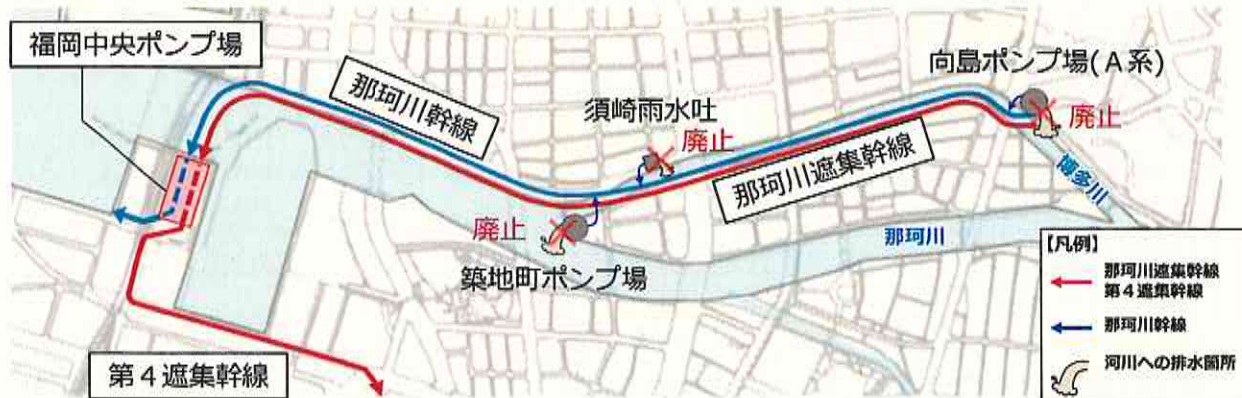 福岡中央ポンプ場
那珂川幹線
須崎雨水吐
廃止
向島ポンプ場(A系)
廃止
那珂川遮集幹線
博多川
廃止
築地町ポンプ場
那珂川
第4遮集幹線
【凡例】
那珂川遮集幹線
第4遮集幹線
那珂川幹線
河川への排水箇所